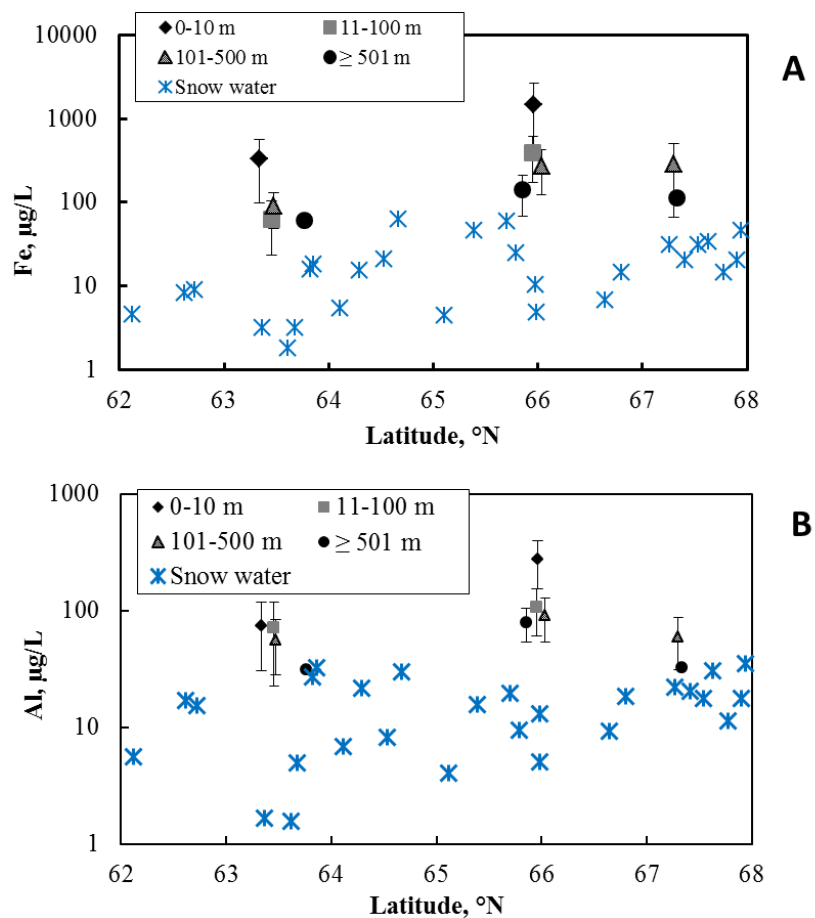 0-10 m 11-100 m
101-500 m ≥ 501 m
Snow water
A
10000
1000
100
10
1
Fe, µg/L
62 63 64 65 66 67 68
Latitude, °N
0-10 m 11-100 m
101-500 m ≥ 501 m
Snow water
B
1000
100
10
1
Al, µg/L
62 63 64 65 66 67 68
Latitude, °N